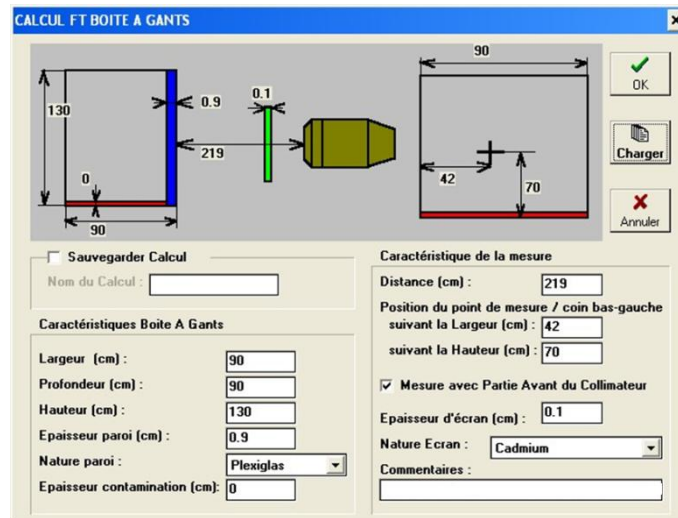 CALCUL FT BOITE A GANTS
130
0.9
0.1
219
0
90
90
42
70
OK
Charger
Annuler
Sauvegarder Calcul
Nom du Calcul :
Caractéristiques Boite A Gants
Largeur (cm) : 90
Profondeur (cm) : 90
Hauteur (cm) : 130
Epaisseur paroi (cm) : 0.9
Nature paroi : Plexiglas
Epaisseur contamination (cm): 0
Caractéristique de la mesure
Distance (cm) : 219
Position du point de mesure / coin bas-gauche
suivant la Largeur (cm) : 42
suivant la Hauteur (cm) : 70
Mesure avec Partie Avant du Collimateur
Epaisseur d'écran (cm) : 0.1
Nature Ecran : Cadmium
Commentaires :